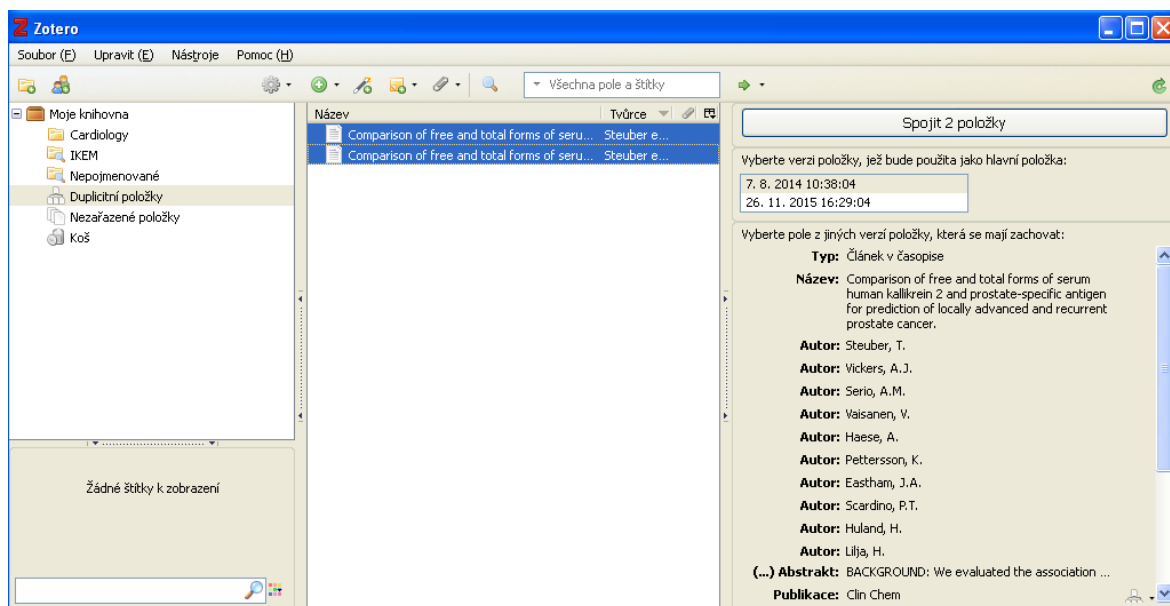 Zotero
Soubor (F) Upravit (E) Nástroje Pomoc (H)
Všechna pole a štítky
Moje knihovna
Cardiology
IKEM
Nepojmenované
Duplicitní položky
Nezařazené položky
Koš
Žádné štítky k zobrazení
Název Tvůrce
Comparison of free and total forms of seru... Steuber e...
Comparison of free and total forms of seru... Steuber e...
Spojit 2 položky
Vyberte verzi položky, jež bude použita jako hlavní položka:
7. 8. 2014 10:38:04
26. 11. 2015 16:29:04
Vyberte pole z jiných verzí položky, která se mají zachovat:
Typ: Článek v časopise
Název: Comparison of free and total forms of serum
human kallikrein 2 and prostate-specific antigen
for prediction of locally advanced and recurrent
prostate cancer.
Autor: Steuber, T.
Autor: Vickers, A.J.
Autor: Serio, A.M.
Autor: Vaisanen, V.
Autor: Haese, A.
Autor: Pettersson, K.
Autor: Eastham, J.A.
Autor: Scardino, P.T.
Autor: Huland, H.
Autor: Lilja, H.
(...) Abstrakt: BACKGROUND: We evaluated the association ...
Publikace: Clin Chem